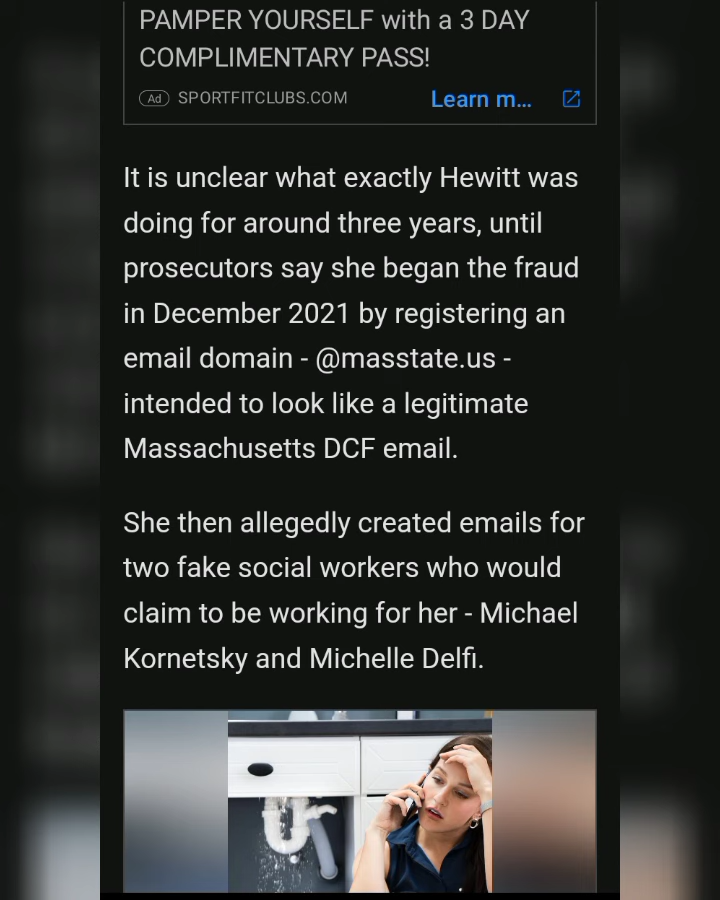 PAMPER YOURSELF with a 3 DAY
COMPLIMENTARY PASS!
Ad SPORTFITCLUBS.COM Learn m...
It is unclear what exactly Hewitt was
doing for around three years, until
prosecutors say she began the fraud
in December 2021 by registering an
email domain - @masstate.us -
intended to look like a legitimate
Massachusetts DCF email.
She then allegedly created emails for
two fake social workers who would
claim to be working for her - Michael
Kornetsky and Michelle Delfi.